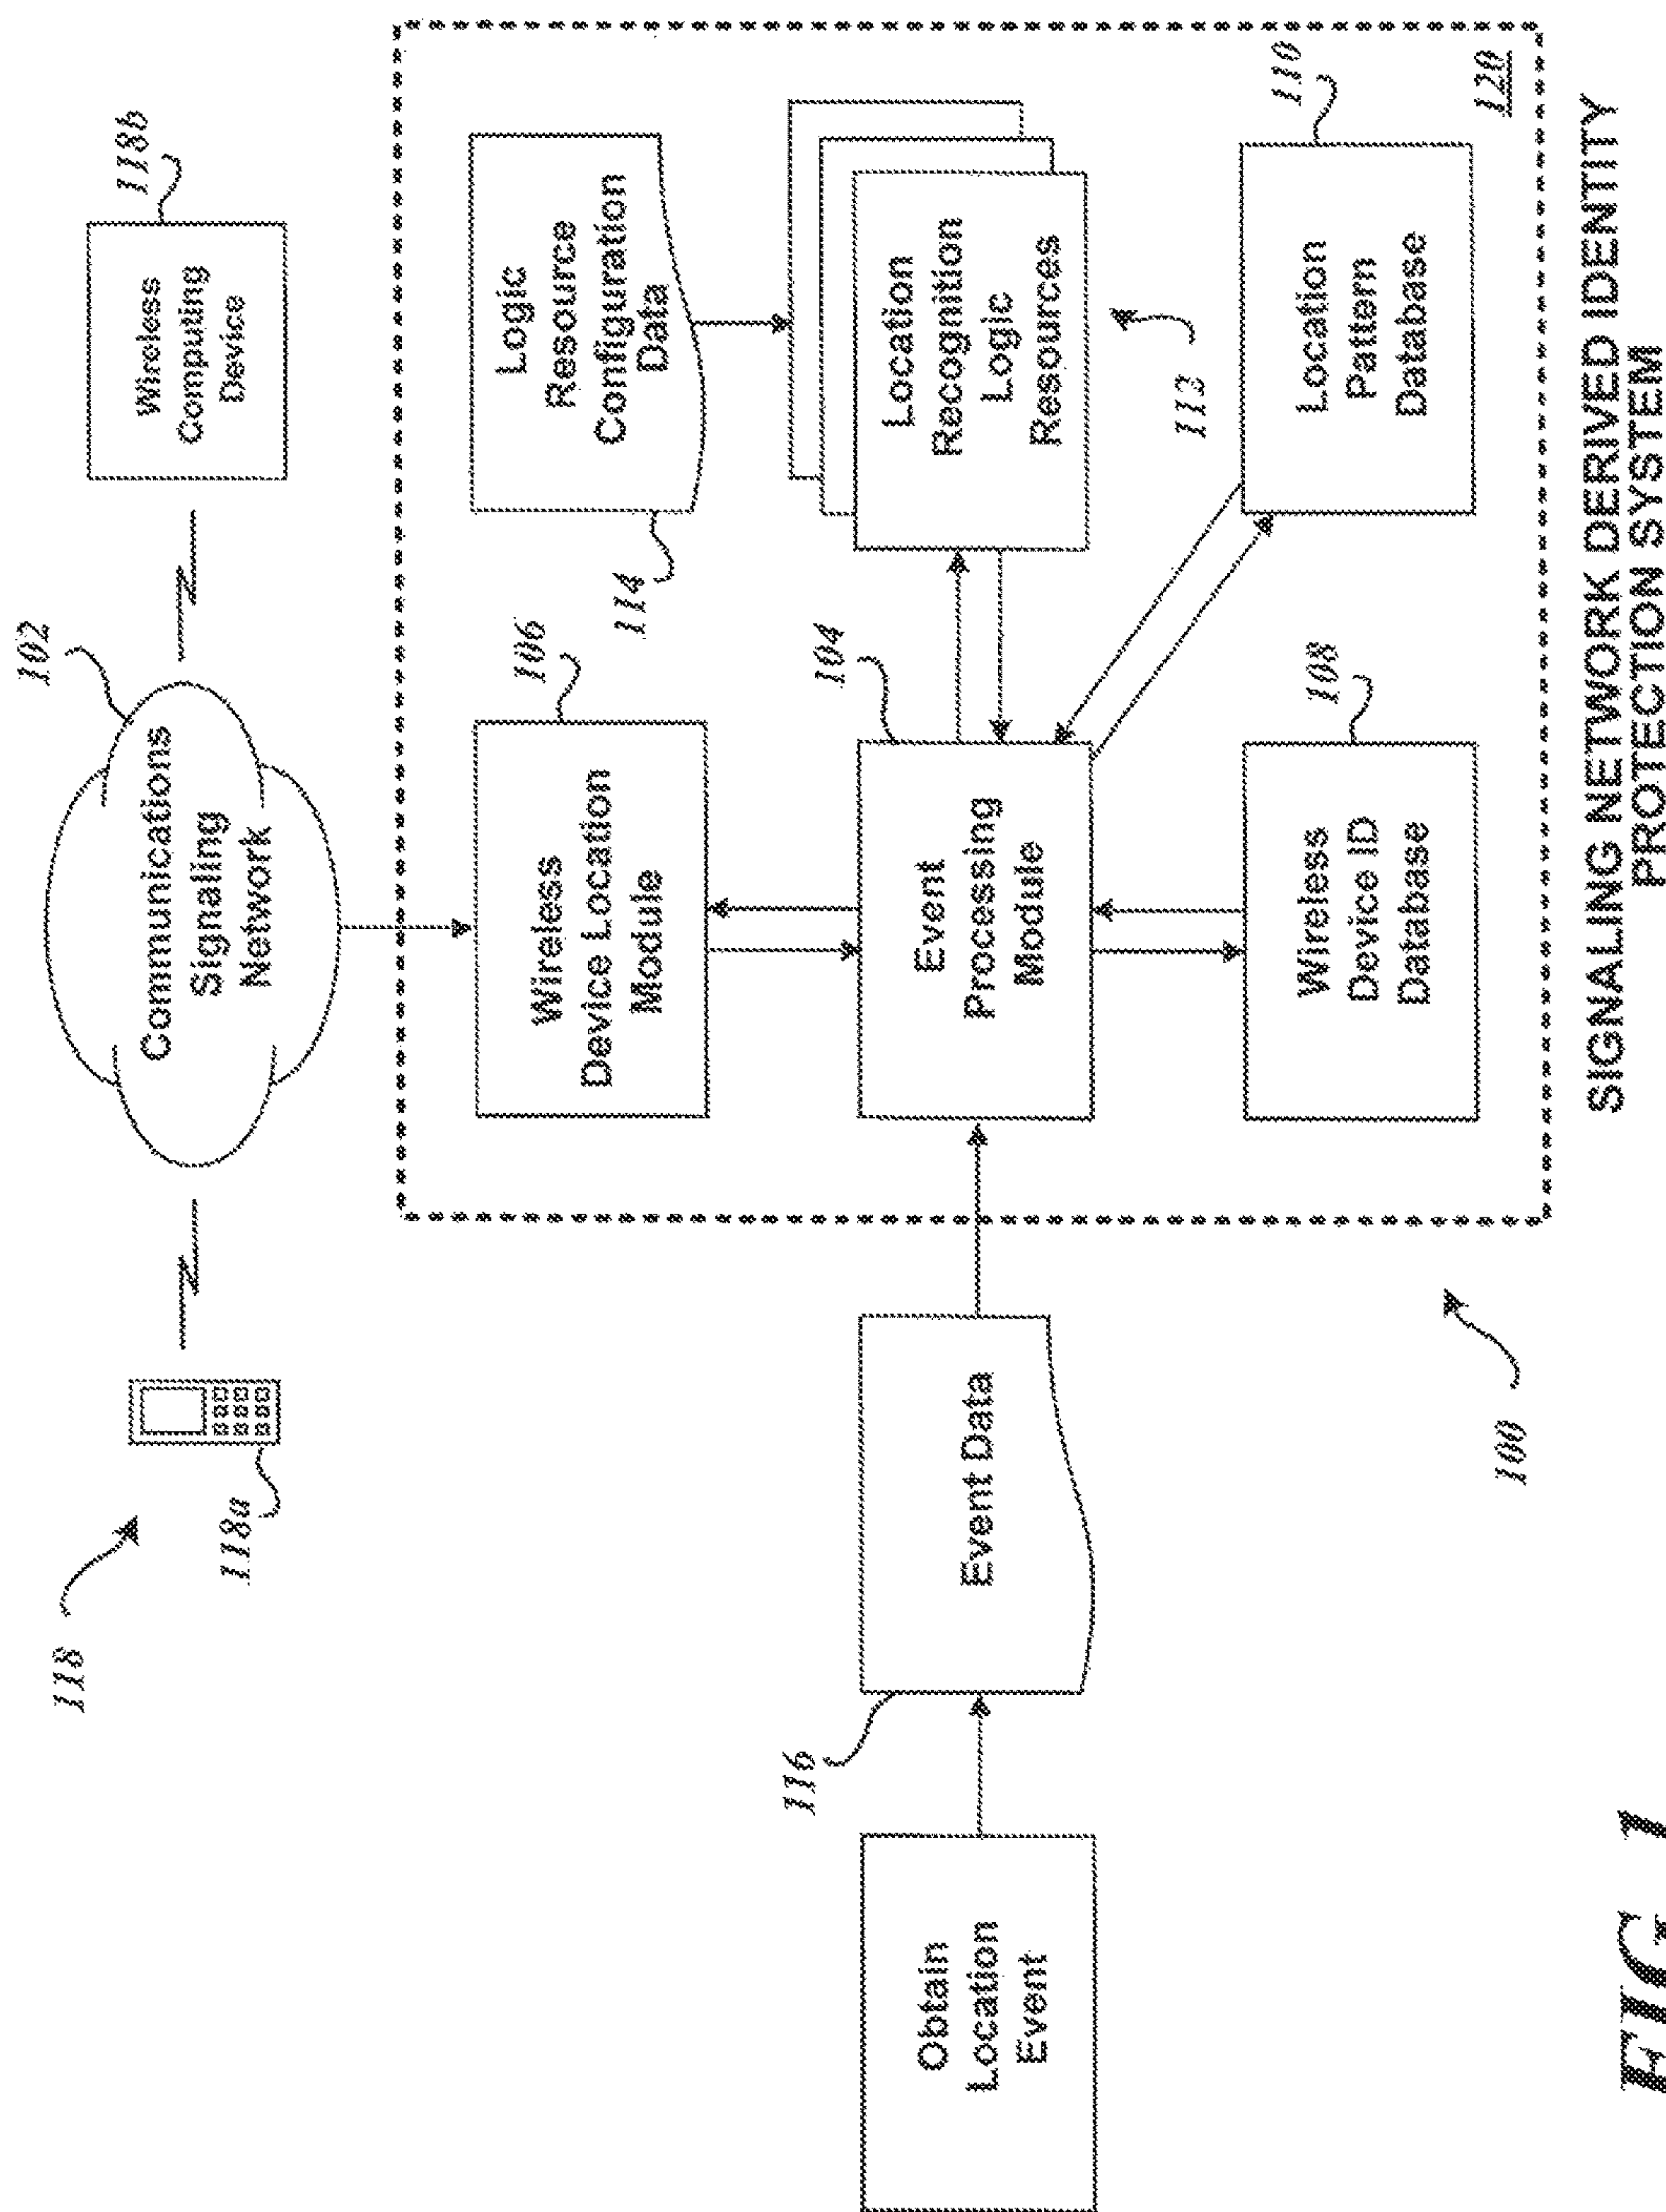 118
118a
102
Communications
Signaling
Network
118b
Wireless
Computing
Device
106
Wireless
Device Location
Module
114
Logic
Resource
Configuration
Data
116
Obtain
Location
Event
Event Data
104
Event
Processing
Module
Location
Recognition
Logic
Resources
113
108
Wireless
Device ID
Database
110
Location
Pattern
Database
120
100
SIGNALING NETWORK DERIVED IDENTITY
PROTECTION SYSTEM
FIG 1